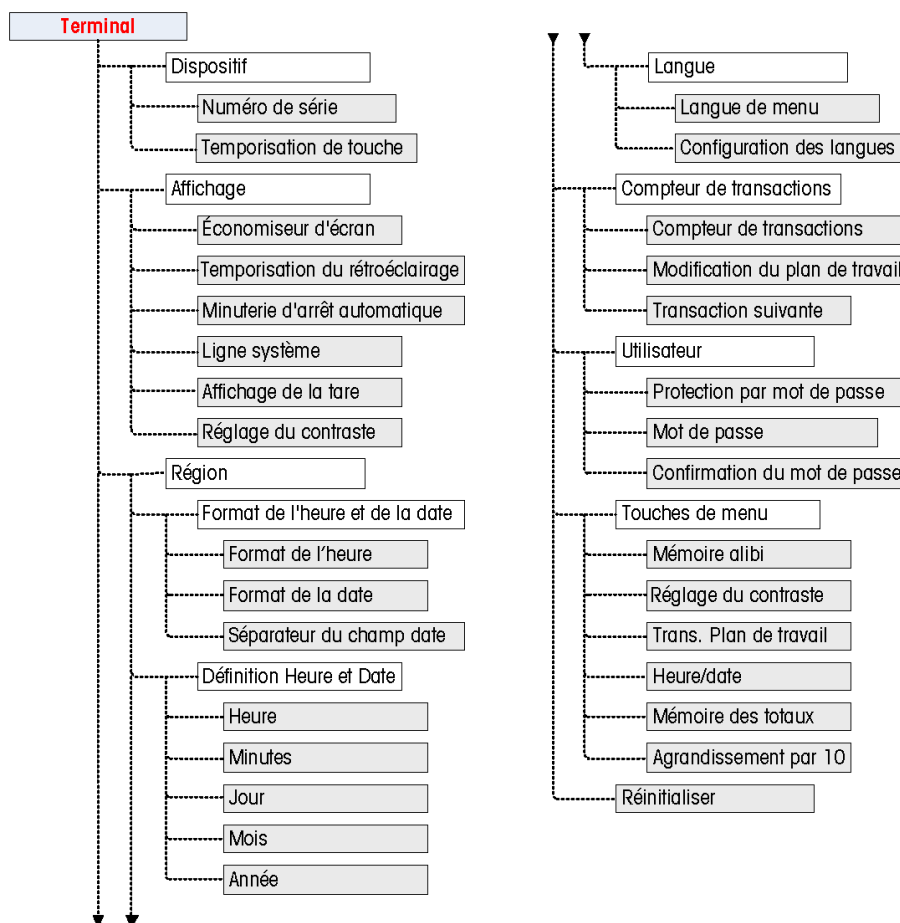 Terminal
Dispositif
Numéro de série
Temporisation de touche
Affichage
Économiseur d'écran
Temporisation du rétroéclairage
Minuterie d'arrêt automatique
Ligne système
Affichage de la tare
Réglage du contraste
Région
Format de l'heure et de la date
Format de l’heure
Format de la date
Séparateur du champ date
Définition Heure et Date
Heure
Minutes
Jour
Mois
Année
Langue
Langue de menu
Configuration des langues
Compteur de transactions
Compteur de transactions
Modification du plan de travail
Transaction suivante
Utilisateur
Protection par mot de passe
Mot de passe
Confirmation du mot de passe
Touches de menu
Mémoire alibi
Réglage du contraste
Trans. Plan de travail
Heure/date
Mémoire des totaux
Agrandissement par 10
Réinitialiser